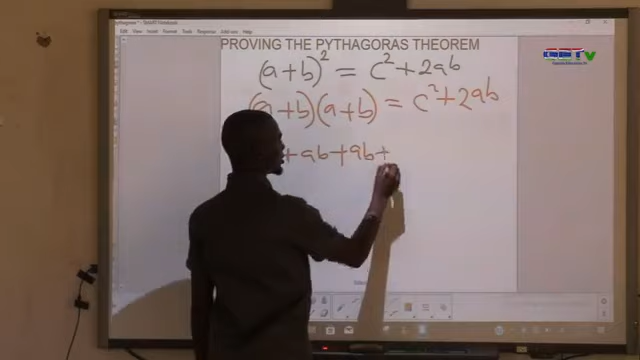 PROVING THE PYTHAGORAS THEOREM
(a+b)² = c² + 2ab
(a+b)(a+b) = c² + 2ab
+ ab + ab +